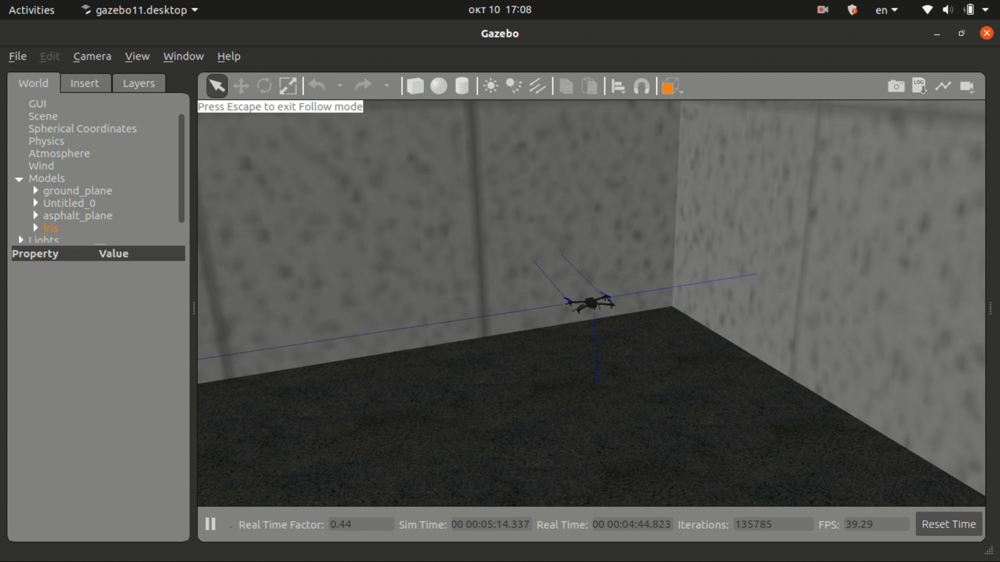 Activities
gazebo11.desktop
окт 10 17:08
en
Gazebo
File Edit Camera View Window Help
World Insert Layers
LOG
GUI
Press Escape to exit Follow mode
Scene
Spherical Coordinates
Physics
Atmosphere
Wind
Models
ground_plane
Untitled_0
asphalt_plane
iris
Lights
Property Value
Real Time Factor: 0.44 Sim Time: 00 00:05:14.337 Real Time: 00 00:04:44.823 Iterations: 135785 FPS: 39.29 Reset Time